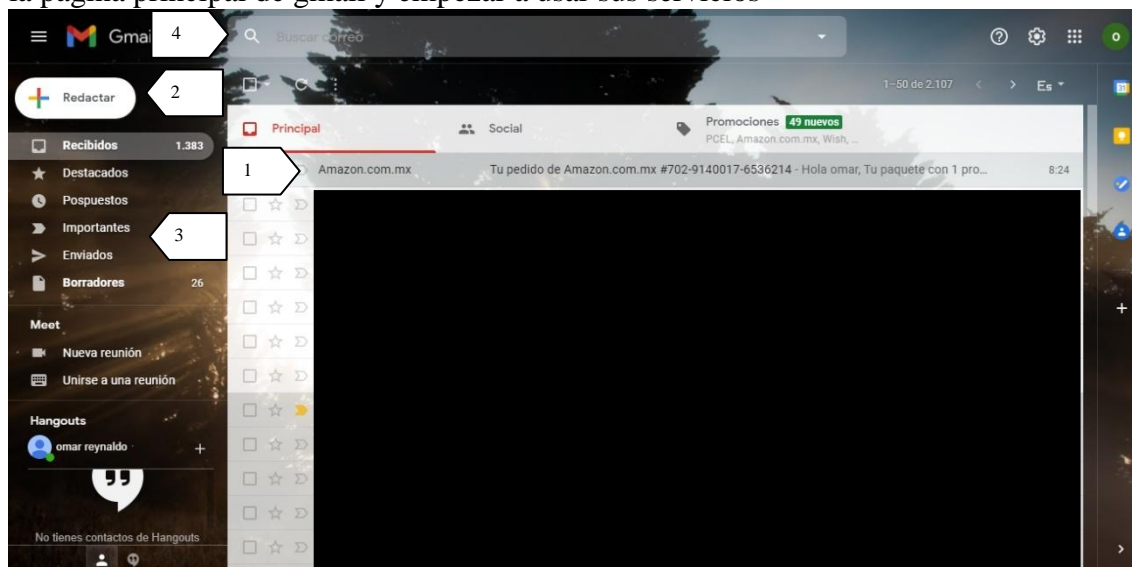 la pagina principal de gmail y empezar a usar sus servicios
Gmai
4
Buscar correo
Redactar
2
1–50 de 2.107
Es
Recibidos 1.383
Principal
Social
Promociones 49 nuevos
PCEL, Amazon.com.mx, Wish, ...
Destacados
1
Amazon.com.mx Tu pedido de Amazon.com.mx #702-9140017-6536214 - Hola omar, Tu paquete con 1 pro... 8:24
Pospuestos
Importantes
3
Enviados
Borradores 26
Meet
Nueva reunión
Unirse a una reunión
Hangouts
omar reynaldo
No tienes contactos de Hangouts
o
31